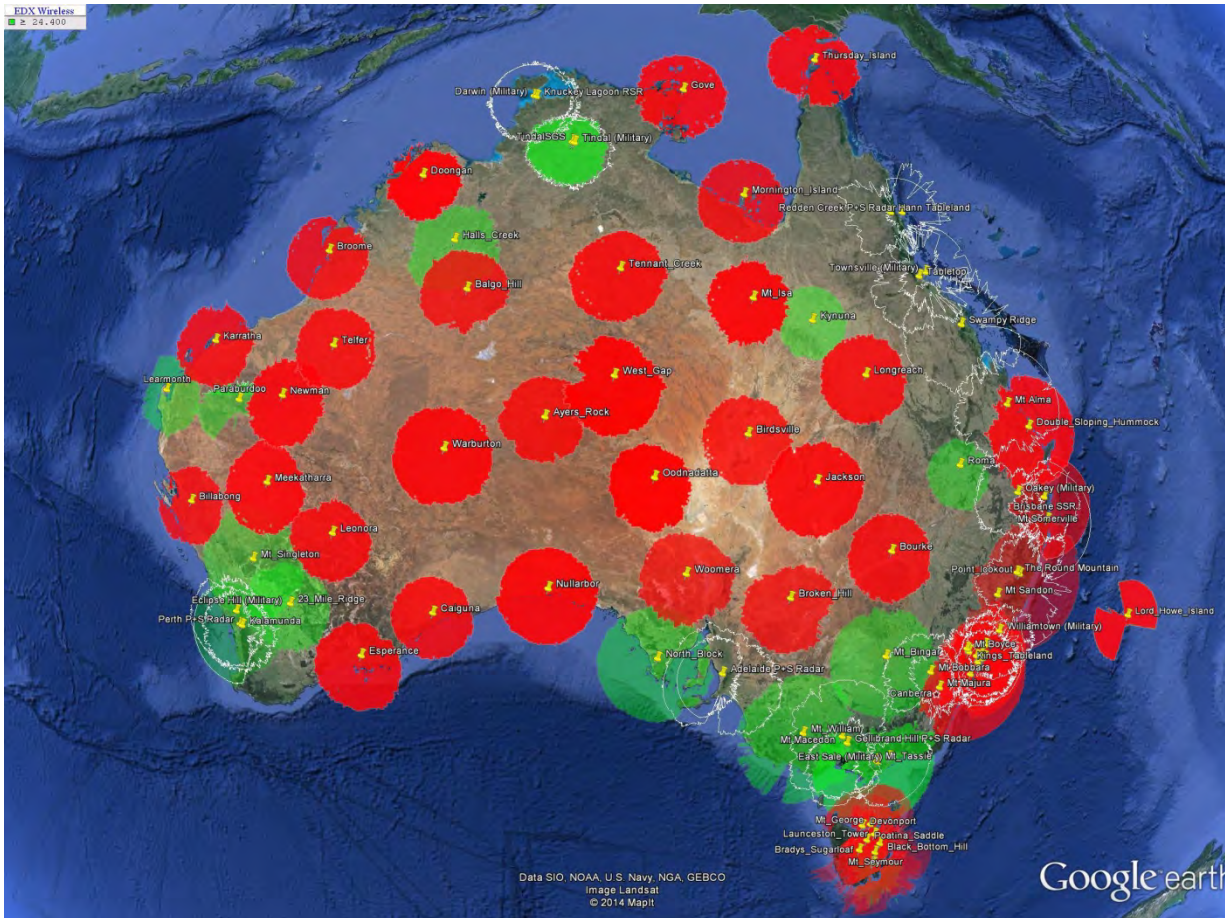 EDX Wireless
≥ 24.400
Thursday_Island
Gove
Darwin (Military)
Knuckey Lagoon RSR
TindalSGS
Tindal (Military)
Doongan
Mornington_Island
Redden Creek P+S Radar
Hann Tableland
Halls_Creek
Broome
Tennant_Creek
Townsville (Military)
Tabletop
Balgo_Hill
Mt_Isa
Kynuna
Swampy Ridge
Karratha
Telfer
Learmonth
Paraburdoo
Newman
West_Gap
Longreach
Ayers_Rock
Mt Alma
Double_Sloping_Hummock
Warburton
Birdsville
Roma
Meekatharra
Oodnadatta
Jackson
Billabong
Oakey (Military)
Brisbane SSR
Mt Somerville
Leonora
Mt. Singleton
Bourke
Woomera
Point_lookout
The Round Mountain
Nullarbor
Mt Sandon
Eclipse Hill (Military)
23_Mile_Ridge
Broken_Hill
Caiguna
Lord_Howe_Island
Perth P+S Radar
Kalamunda
Williamtown (Military)
Esperance
North_Block
Mt_Bingar
Mt Boyce
Kings_Tableland
Adelaide P+S Radar
Mt Bobbara
Mt Majura
Canberra
Mt_William
Mt Macedon
Gellibrand Hill P+S Radar
East Sale (Military)
Mt_Tassie
Mt_George
Devonport
Launceston_Tower
Poatina_Saddle
Bradys_Sugarloaf
Black_Bottom_Hill
Mt_Seymour
Data SIO, NOAA, U.S. Navy, NGA, GEBCO
Image Landsat
© 2014 MapIt
Google earth